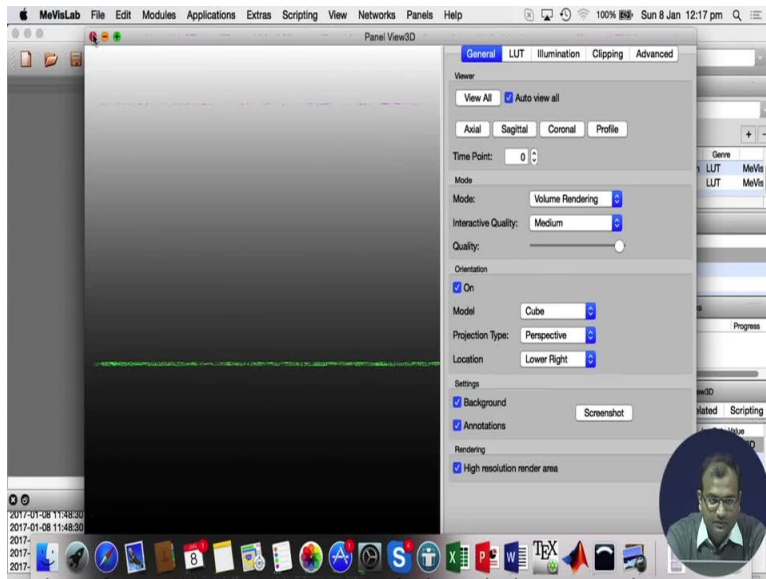 MeVisLab File Edit Modules Applications Extras Scripting View Networks Panels Help 100% Sun 8 Jan 12:17 pm
Panel View3D
General LUT Illumination Clipping Advanced
Viewer
View All Auto view all
Axial Sagittal Coronal Profile
Time Point: 0
Mode
Mode: Volume Rendering
Interactive Quality: Medium
Quality:
Orientation
On
Model Cube
Projection Type: Perspective
Location Lower Right
Settings
Background
Screenshot
Annotations
Rendering
High resolution render area
Genre
LUT MeVis
LUT MeVis
Progress
Scripting
2017-01-08 11:48:30
2017-01-08 11:48:30
2017-
2017-
2017-
8
TEX